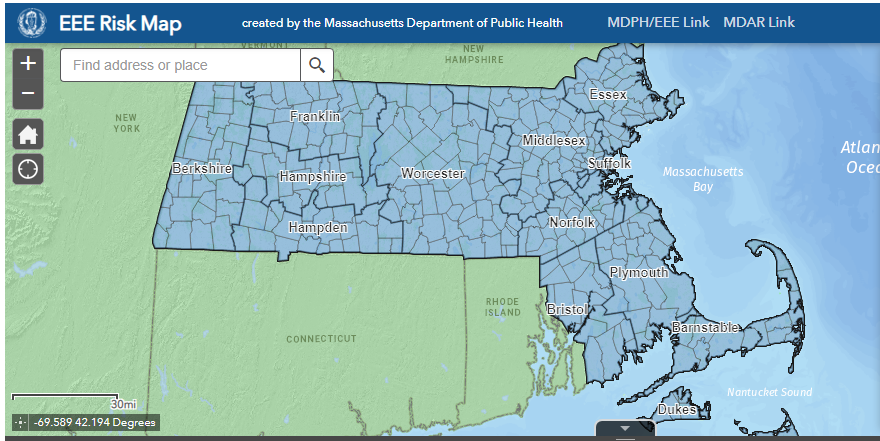 EEE Risk Map
created by the Massachusetts Department of Public Health
MDPH/EEE Link
MDAR Link
VERMONT
Find address or place
NEW
HAMPSHIRE
Essex
NEW
YORK
Franklin
Middlesex
Atlan
Ocea
Berkshire
Hampshire
Worcester
Suffolk
Massachusetts
Bay
Hampden
Norfolk
Plymouth
RHODE
ISLAND
Bristol
Barnstable
CONNECTICUT
Nantucket Sound
30mi
Dukes
-69.589 42.194 Degrees